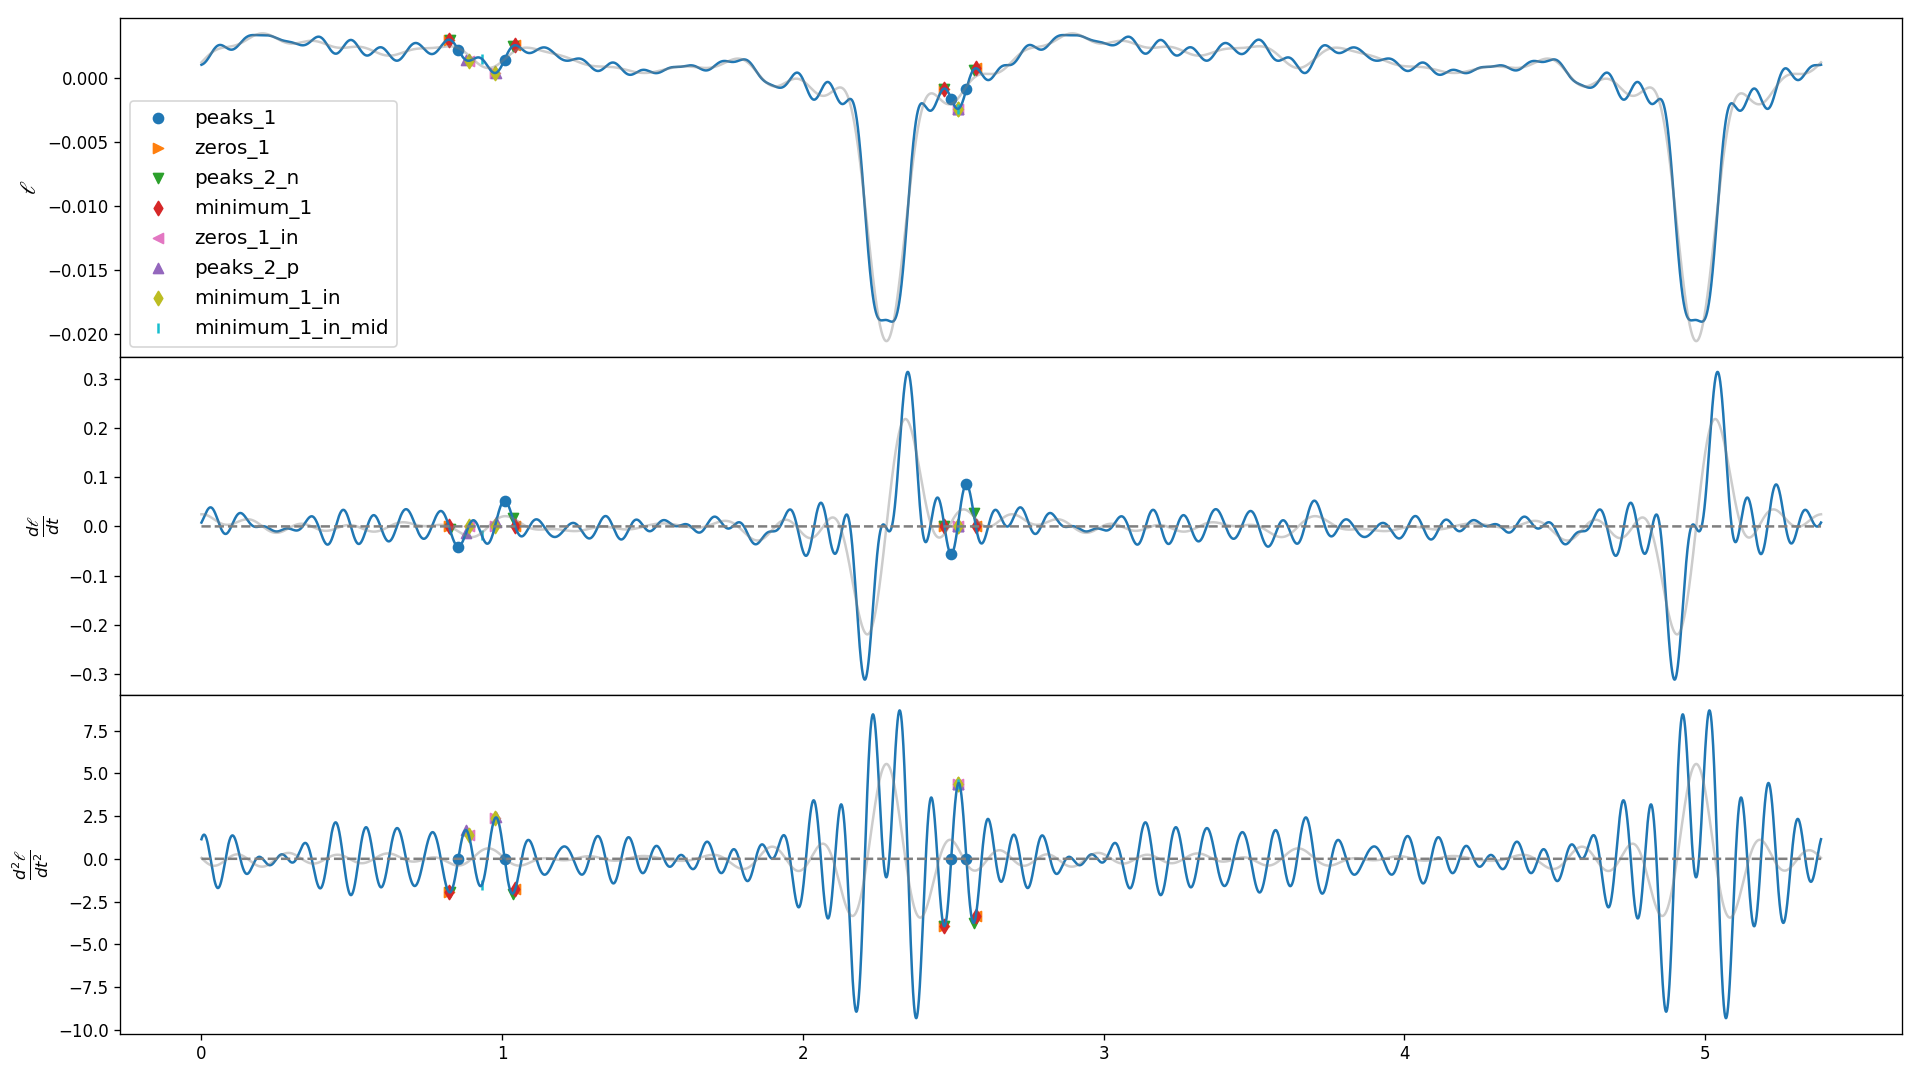 0.000
−0.005
−0.010
−0.015
−0.020
ℓ
peaks_1
zeros_1
peaks_2_n
minimum_1
zeros_1_in
peaks_2_p
minimum_1_in
minimum_1_in_mid
0.3
0.2
0.1
0.0
−0.1
−0.2
−0.3
dℓ/dt
7.5
5.0
2.5
0.0
−2.5
−5.0
−7.5
−10.0
d²ℓ/dt²
0 1 2 3 4 5